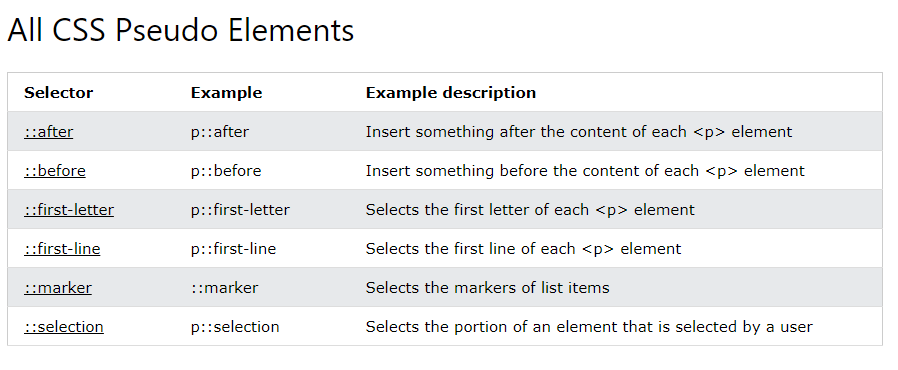 All CSS Pseudo Elements
Selector Example Example description
::after p::after Insert something after the content of each <p> element
::before p::before Insert something before the content of each <p> element
::first-letter p::first-letter Selects the first letter of each <p> element
::first-line p::first-line Selects the first line of each <p> element
::marker ::marker Selects the markers of list items
::selection p::selection Selects the portion of an element that is selected by a user